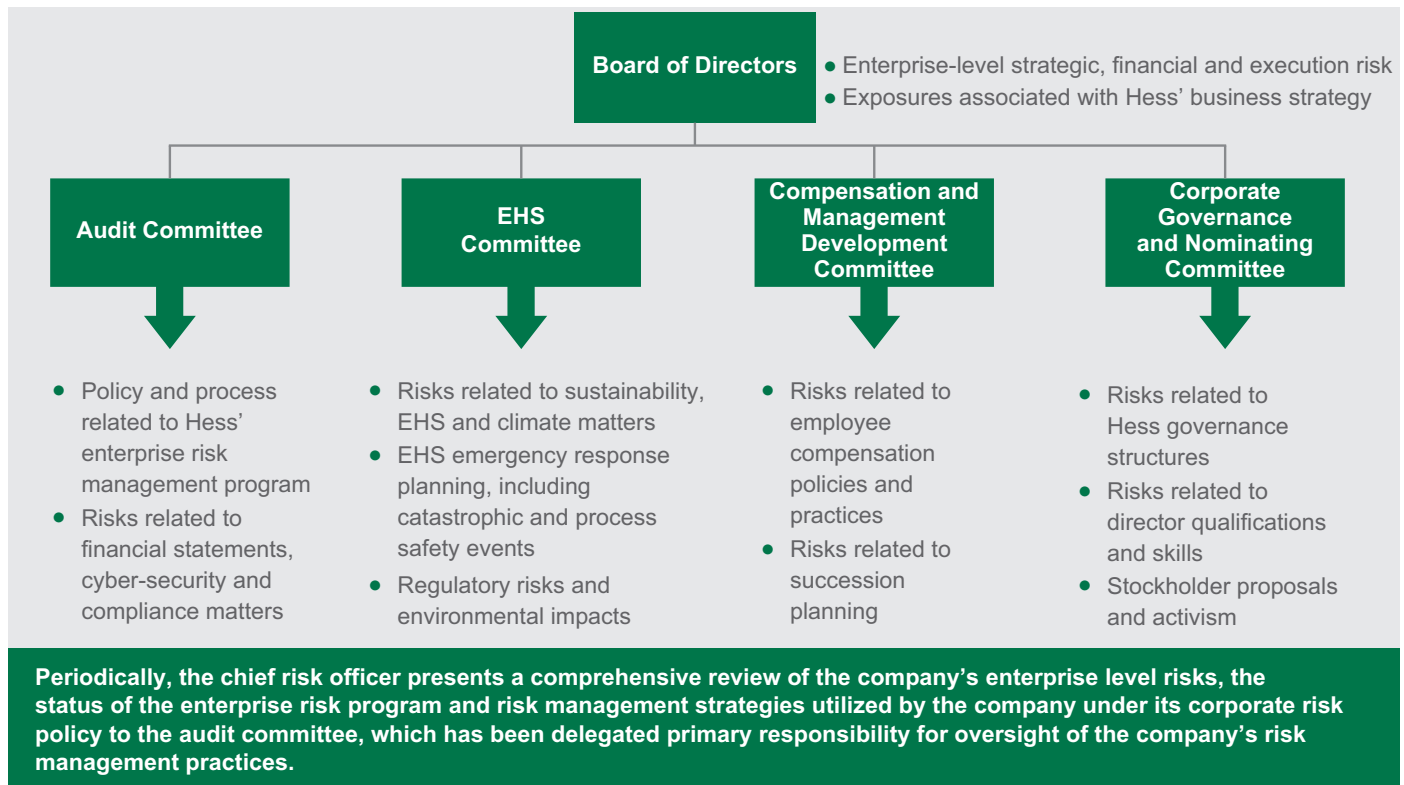 Board of Directors
● Enterprise-level strategic, financial and execution risk
● Exposures associated with Hess’ business strategy
Audit Committee
EHS
Committee
Compensation and
Management
Development
Committee
Corporate
Governance
and Nominating
Committee
● Policy and process
related to Hess’
enterprise risk
management program
● Risks related to
financial statements,
cyber-security and
compliance matters
● Risks related to sustainability,
EHS and climate matters
● EHS emergency response
planning, including
catastrophic and process
safety events
● Regulatory risks and
environmental impacts
● Risks related to
employee
compensation
policies and
practices
● Risks related to
succession
planning
● Risks related to
Hess governance
structures
● Risks related to
director qualifications
and skills
● Stockholder proposals
and activism
Periodically, the chief risk officer presents a comprehensive review of the company’s enterprise level risks, the
status of the enterprise risk program and risk management strategies utilized by the company under its corporate risk
policy to the audit committee, which has been delegated primary responsibility for oversight of the company’s risk
management practices.